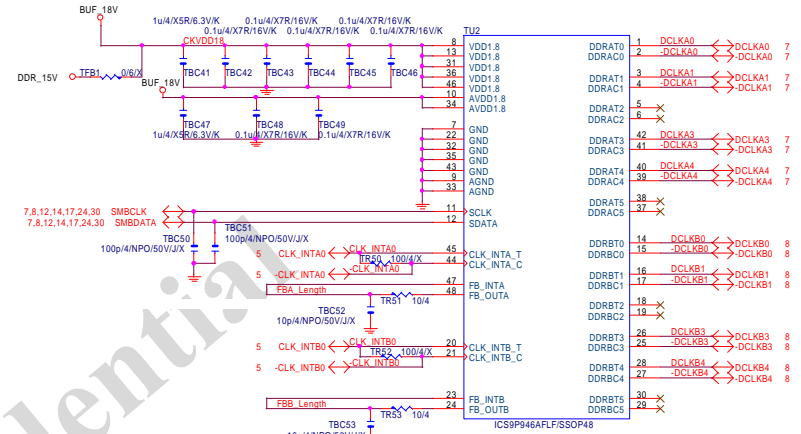 BUF_18V
1u/4/X5R/6.3V/K 0.1u/4/X7R/16V/K 0.1u/4/X7R/16V/K
0.1u/4/X7R/16V/K 0.1u/4/X7R/16V/K 0.1u/4/X7R/16V/K
CKVDD18
TBC41 TBC42 TBC43 TBC44 TBC45 TBC46
DDR_15V TFB1 0/6/X
BUF_18V
TBC47 TBC48 TBC49
1u/4/X5R/6.3V/K 0.1u/4/X7R/16V/K 0.1u/4/X7R/16V/K
7,8,12,14,17,24,30 SMBCLK
7,8,12,14,17,24,30 SMBDATA
TBC50 TBC51
100p/4/NPO/50V/J/X 100p/4/NPO/50V/J/X
5 CLK_INTA0 CLK_INTA0
TR50 100/4/X
5 -CLK_INTA0 -CLK_INTA0
FBA_Length
TR51 10/4
TBC52
10p/4/NPO/50V/J/X
5 CLK_INTB0 CLK_INTB0
TR52 100/4/X
5 -CLK_INTB0 -CLK_INTB0
FBB_Length
TR53 10/4
TBC53
TU2
8 VDD1.8
13 VDD1.8
31 VDD1.8
36 VDD1.8
46 VDD1.8
10 AVDD1.8
34 AVDD1.8
7 GND
22 GND
32 GND
35 GND
43 GND
9 AGND
33 AGND
11 SCLK
12 SDATA
45 CLK_INTA_T
44 CLK_INTA_C
47 FB_INTA
48 FB_OUTA
20 CLK_INTB_T
21 CLK_INTB_C
23 FB_INTB
24 FB_OUTB
DDRAT0 1 DCLKA0 DCLKA0 7
DDRAC0 2 -DCLKA0 -DCLKA0 7
DDRAT1 3 DCLKA1 DCLKA1 7
DDRAC1 4 -DCLKA1 -DCLKA1 7
DDRAT2 5
DDRAC2 6
DDRAT3 42 DCLKA3 DCLKA3 7
DDRAC3 41 -DCLKA3 -DCLKA3 7
DDRAT4 40 DCLKA4 DCLKA4 7
DDRAC4 39 -DCLKA4 -DCLKA4 7
DDRAT5 38
DDRAC5 37
DDRBT0 14 DCLKB0 DCLKB0 8
DDRBC0 15 -DCLKB0 -DCLKB0 8
DDRBT1 16 DCLKB1 DCLKB1 8
DDRBC1 17 -DCLKB1 -DCLKB1 8
DDRBT2 18
DDRBC2 19
DDRBT3 26 DCLKB3 DCLKB3 8
DDRBC3 25 -DCLKB3 -DCLKB3 8
DDRBT4 28 DCLKB4 DCLKB4 8
DDRBC4 27 -DCLKB4 -DCLKB4 8
DDRBT5 30
DDRBC5 29
ICS9P946AFLF/SSOP48
dential